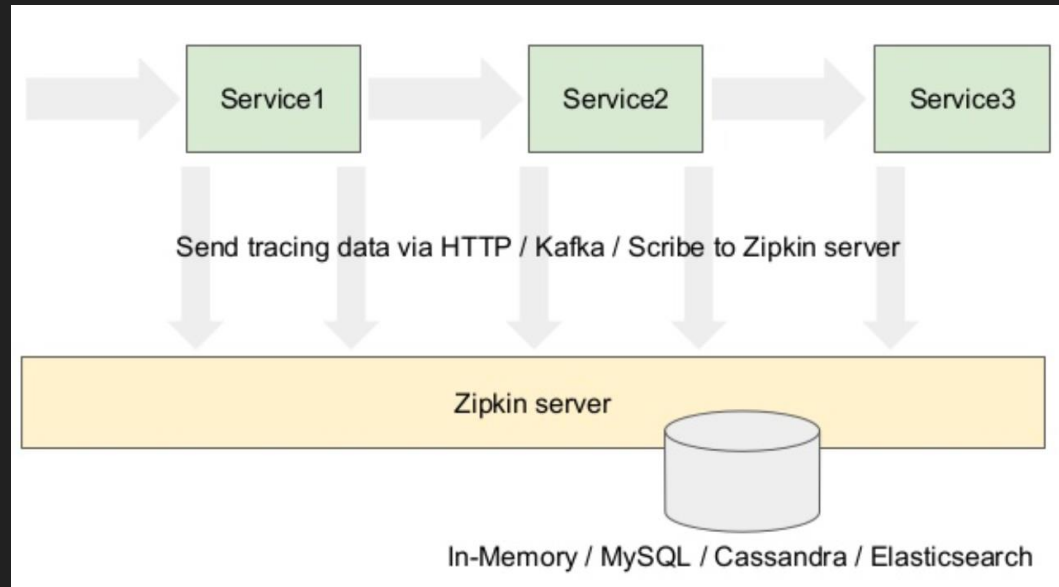 Service1
Service2
Service3
Send tracing data via HTTP / Kafka / Scribe to Zipkin server
Zipkin server
In-Memory / MySQL / Cassandra / Elasticsearch